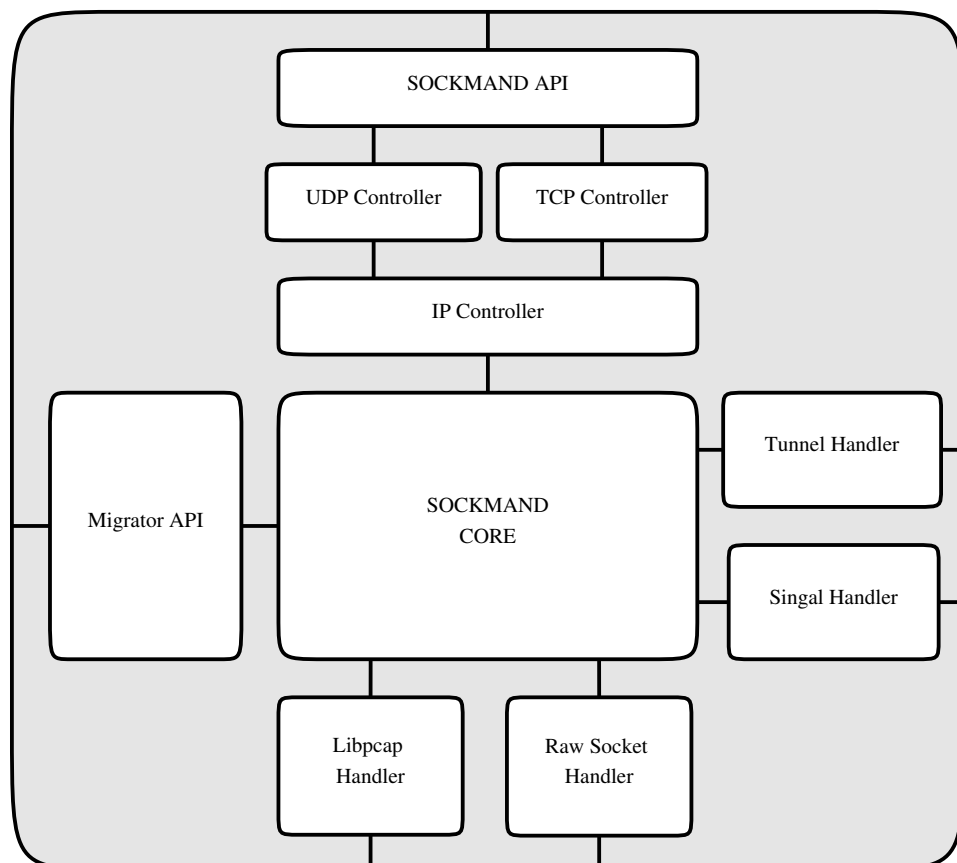 SOCKMAND API
UDP Controller
TCP Controller
IP Controller
Migrator API
SOCKMAND
CORE
Tunnel Handler
Singal Handler
Libpcap
Handler
Raw Socket
Handler